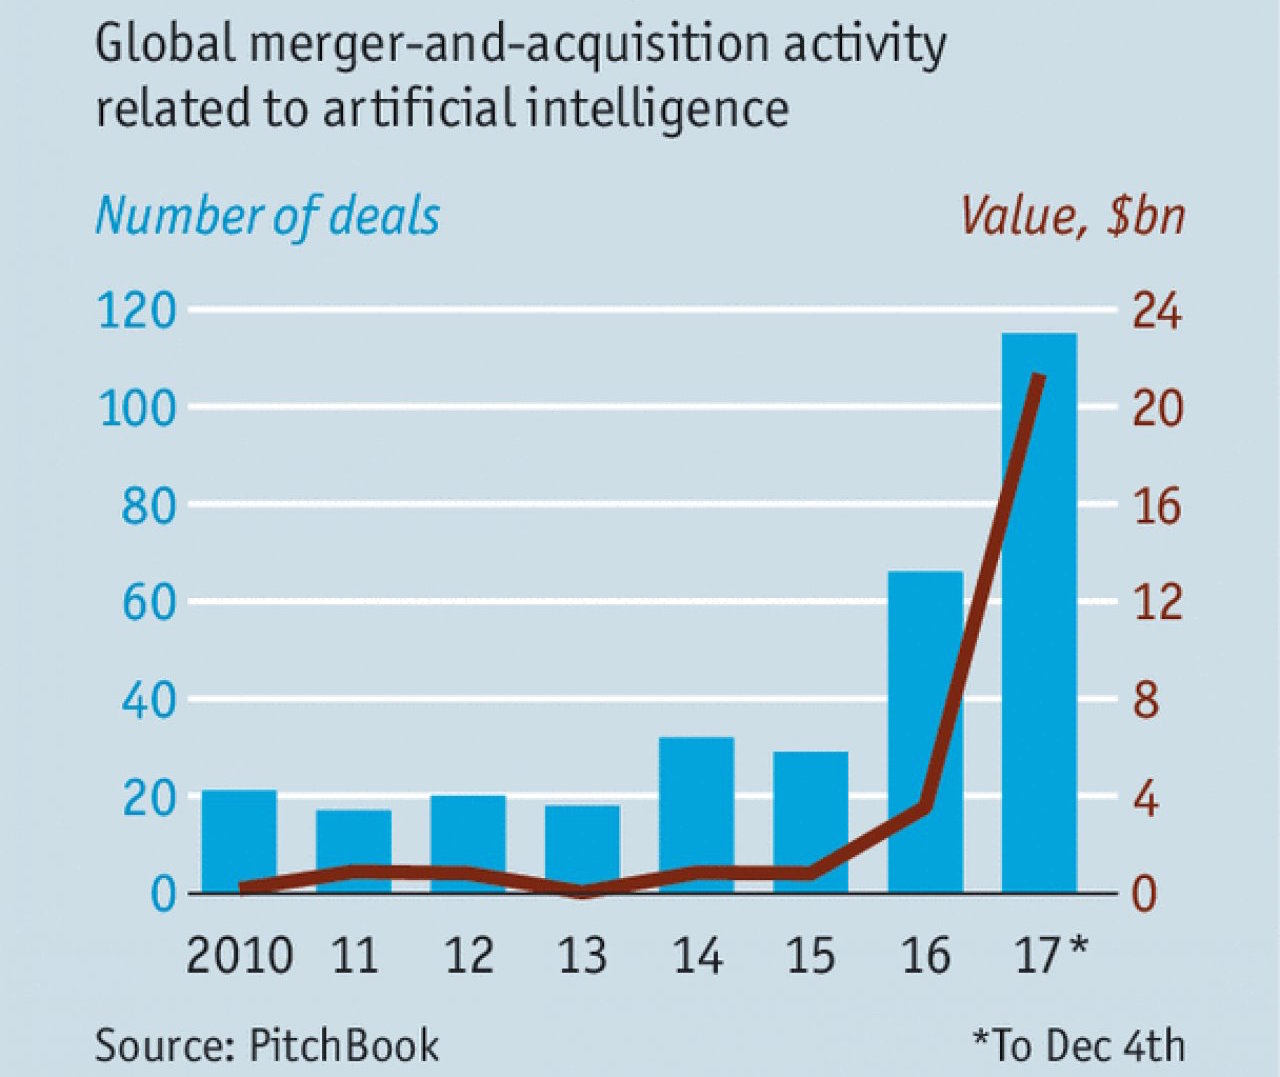 Global merger-and-acquisition activity
related to artificial intelligence
Number of deals
Value, $bn
120
24
100
20
80
16
60
12
40
8
20
4
0
0
2010 11 12 13 14 15 16 17*
Source: PitchBook
*To Dec 4th